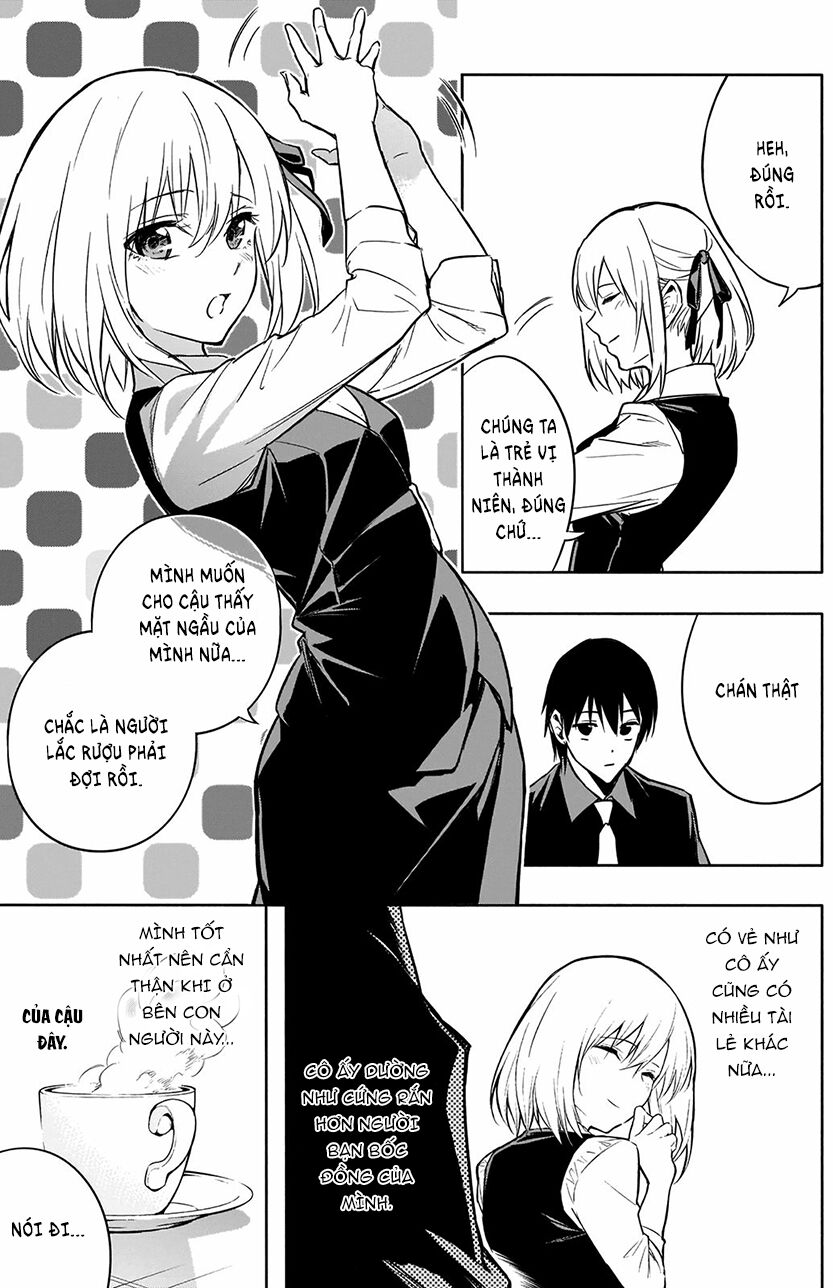 HEH,
ĐÚNG
RỒI.
CHÚNG TA
LÀ TRẺ VỊ
THÀNH
NIÊN, ĐÚNG
CHỨ...
MÌNH MUỐN
CHO CẬU THẤY
MẶT NGẦU CỦA
MÌNH NỮA...
CHẮC LÀ NGƯỜI
LẮC RƯỢU PHẢI
ĐỢI RỒI.
CHÁN THẬT
CÓ VẺ NHƯ
CÔ ẤY
CŨNG CÓ
NHIỀU TÀI
LẺ KHÁC
NỮA...
CÔ ẤY DƯỜNG
NHƯ CỨNG RẮN
HƠN NGƯỜI
BẠN BỐC
ĐỒNG CỦA
MÌNH.
MÌNH TỐT
NHẤT NÊN CẨN
THẬN KHI Ở
BÊN CON
NGƯỜI NÀY...
CỦA CẬU
ĐÂY.
NÓI ĐI...